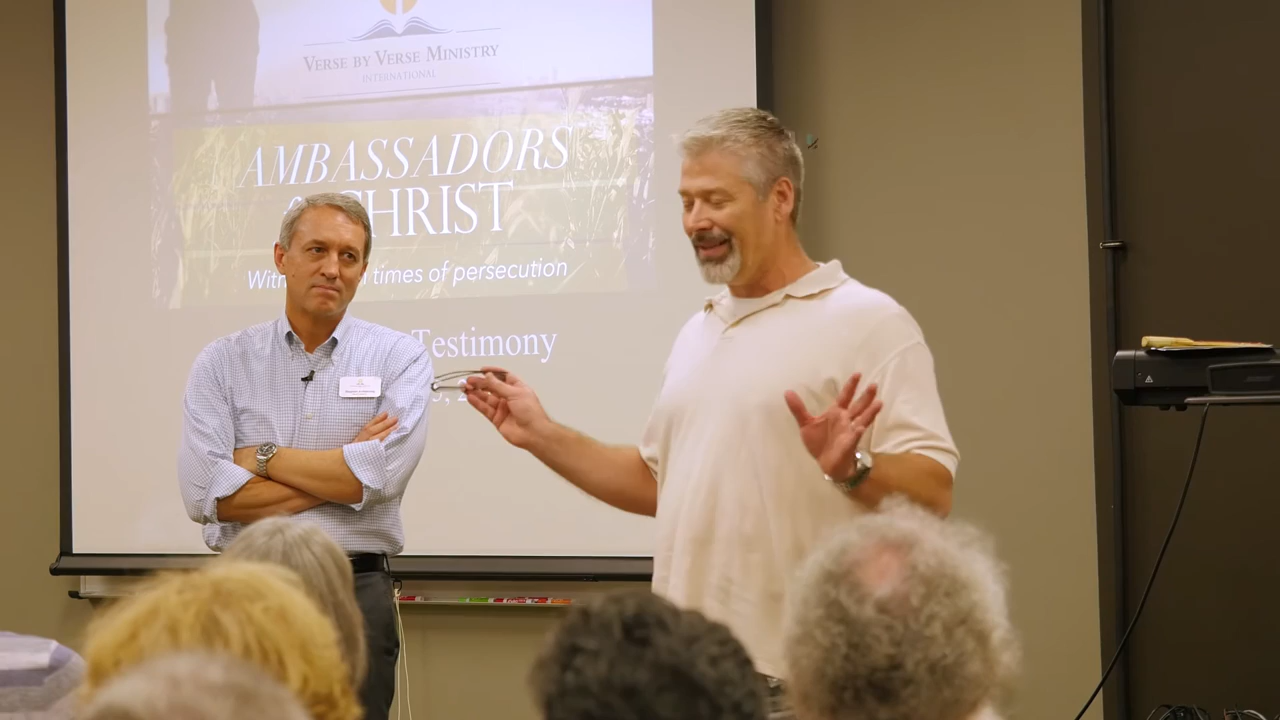 VERSE BY VERSE MINISTRY
INTERNATIONAL
AMBASSADORS
CHRIST
times of persecution
Testimony